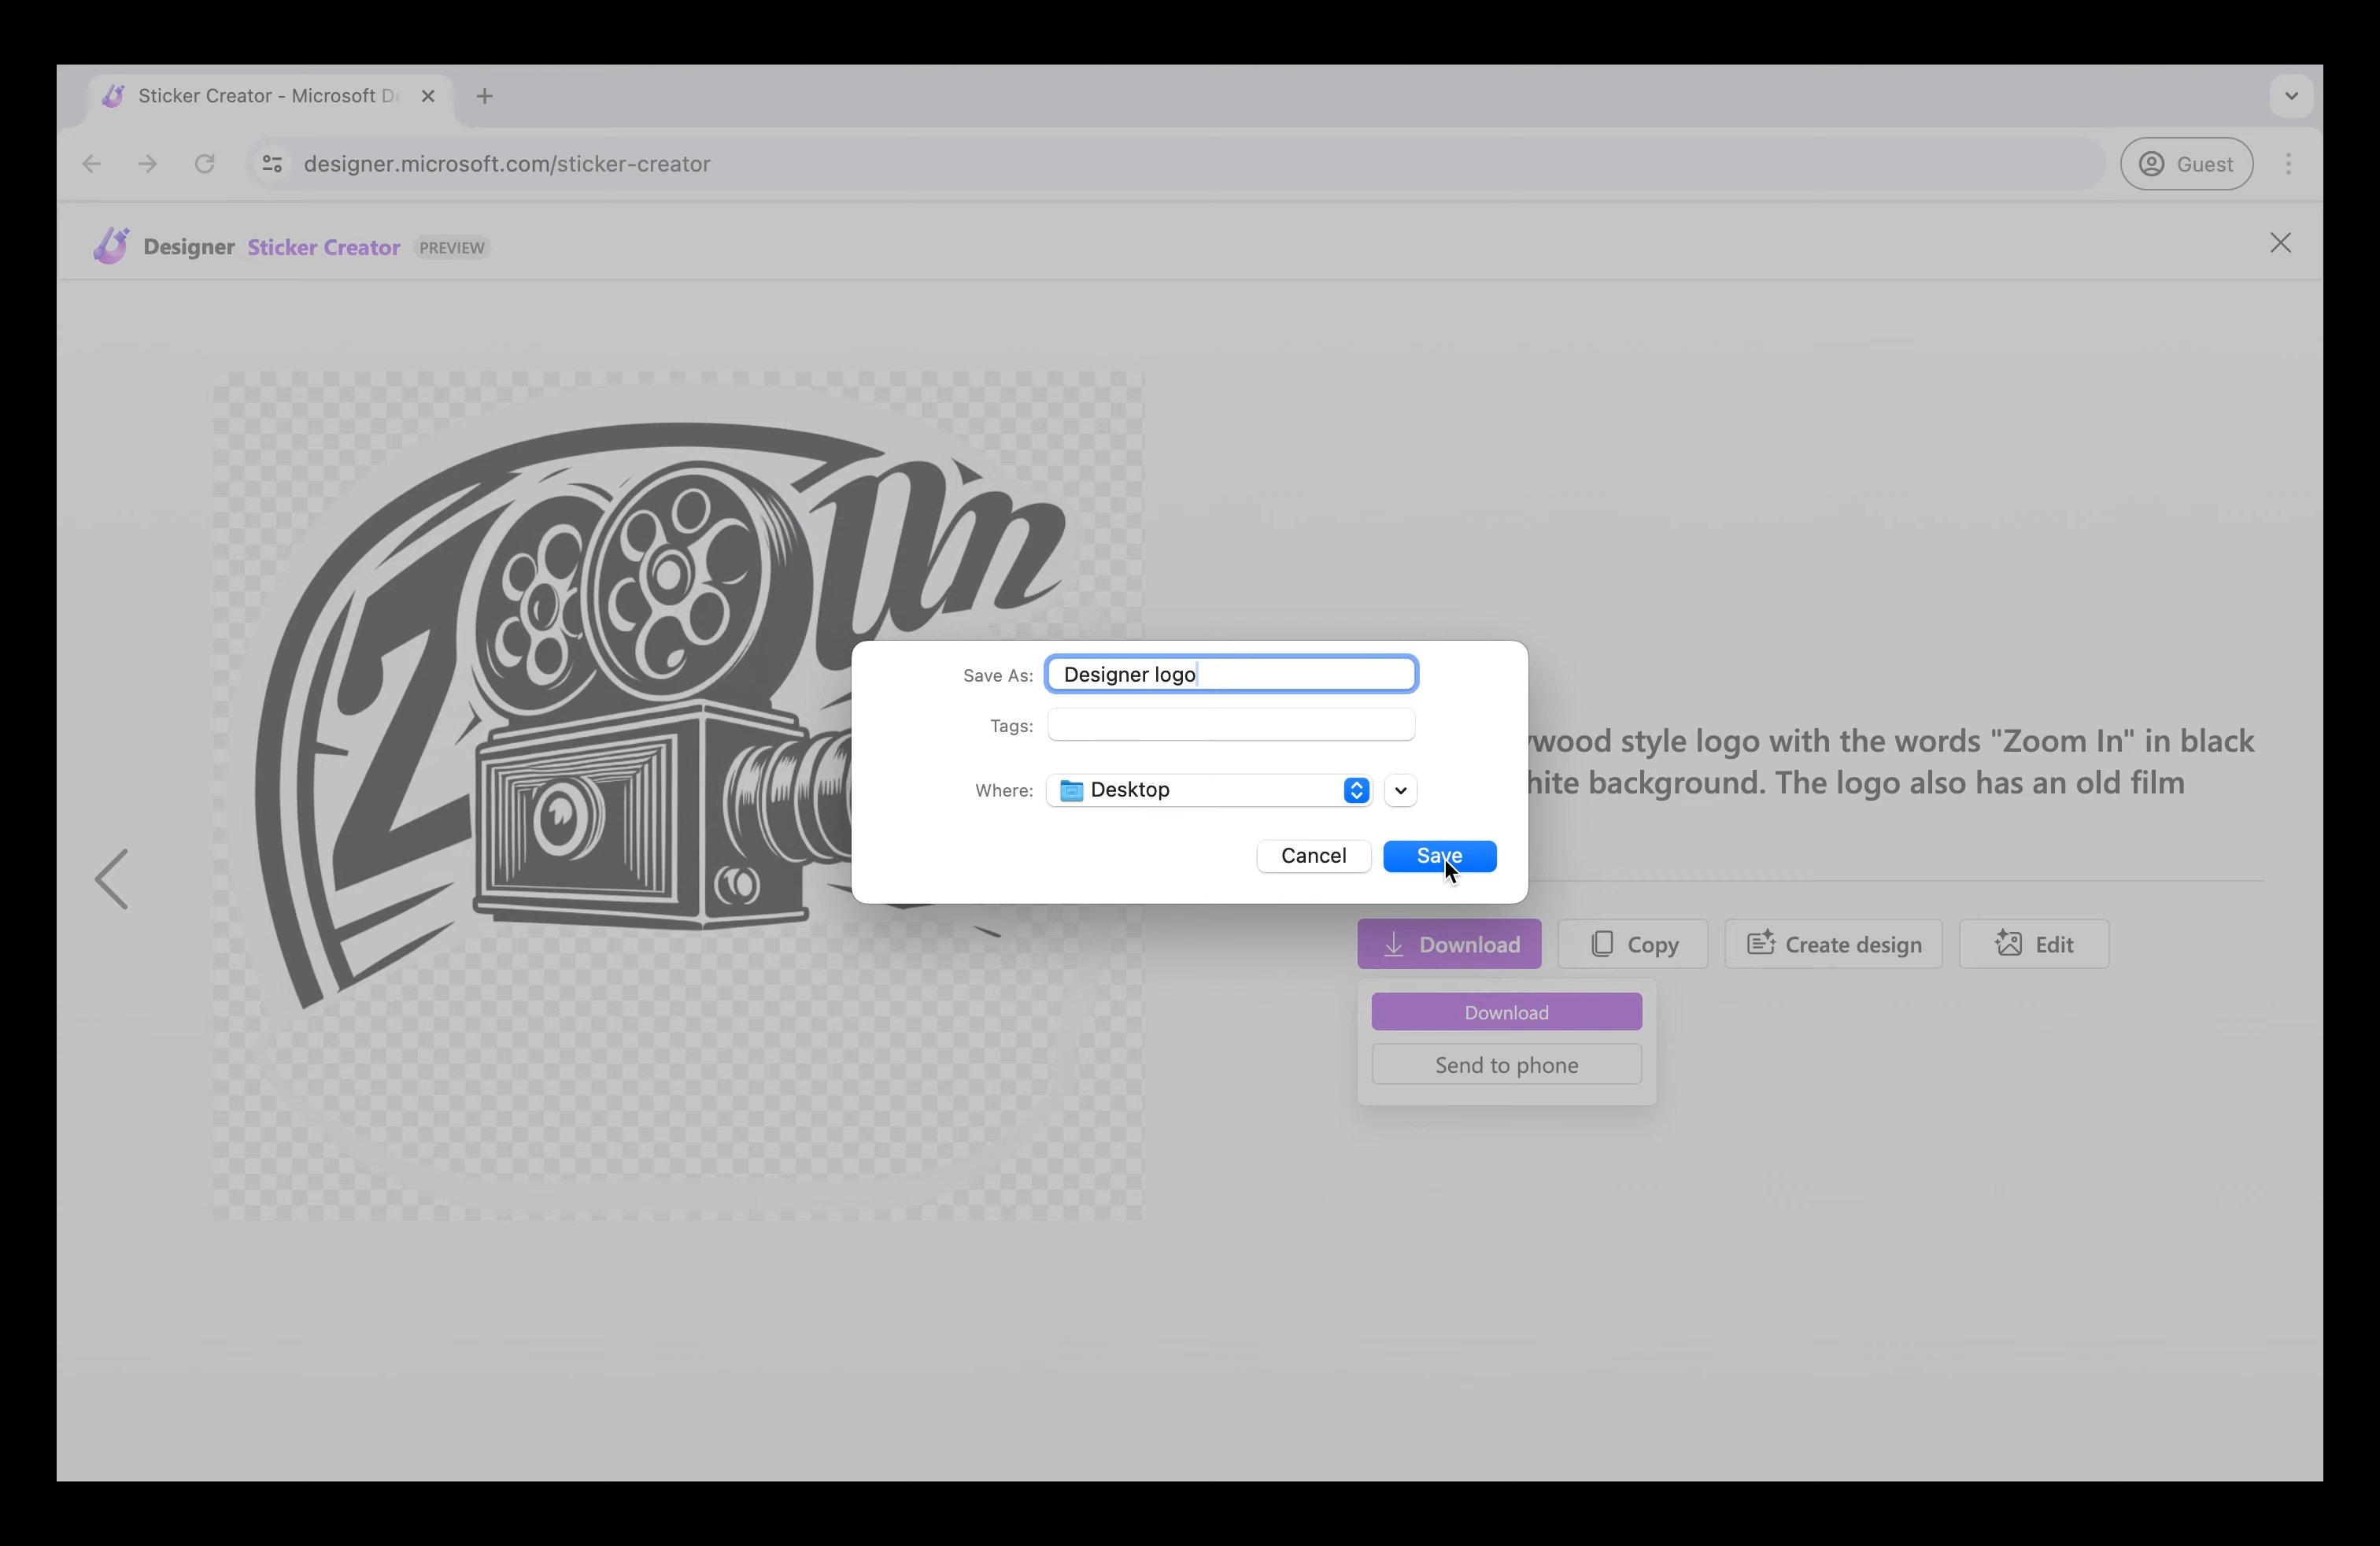 Sticker Creator - Microsoft De
designer.microsoft.com/sticker-creator
Guest
Designer Sticker Creator PREVIEW
Zoom
Save As: Designer logo
Tags:
Where: Desktop
Cancel Save
wood style logo with the words "Zoom In" in black
hite background. The logo also has an old film
Download Copy Create design Edit
Download
Send to phone